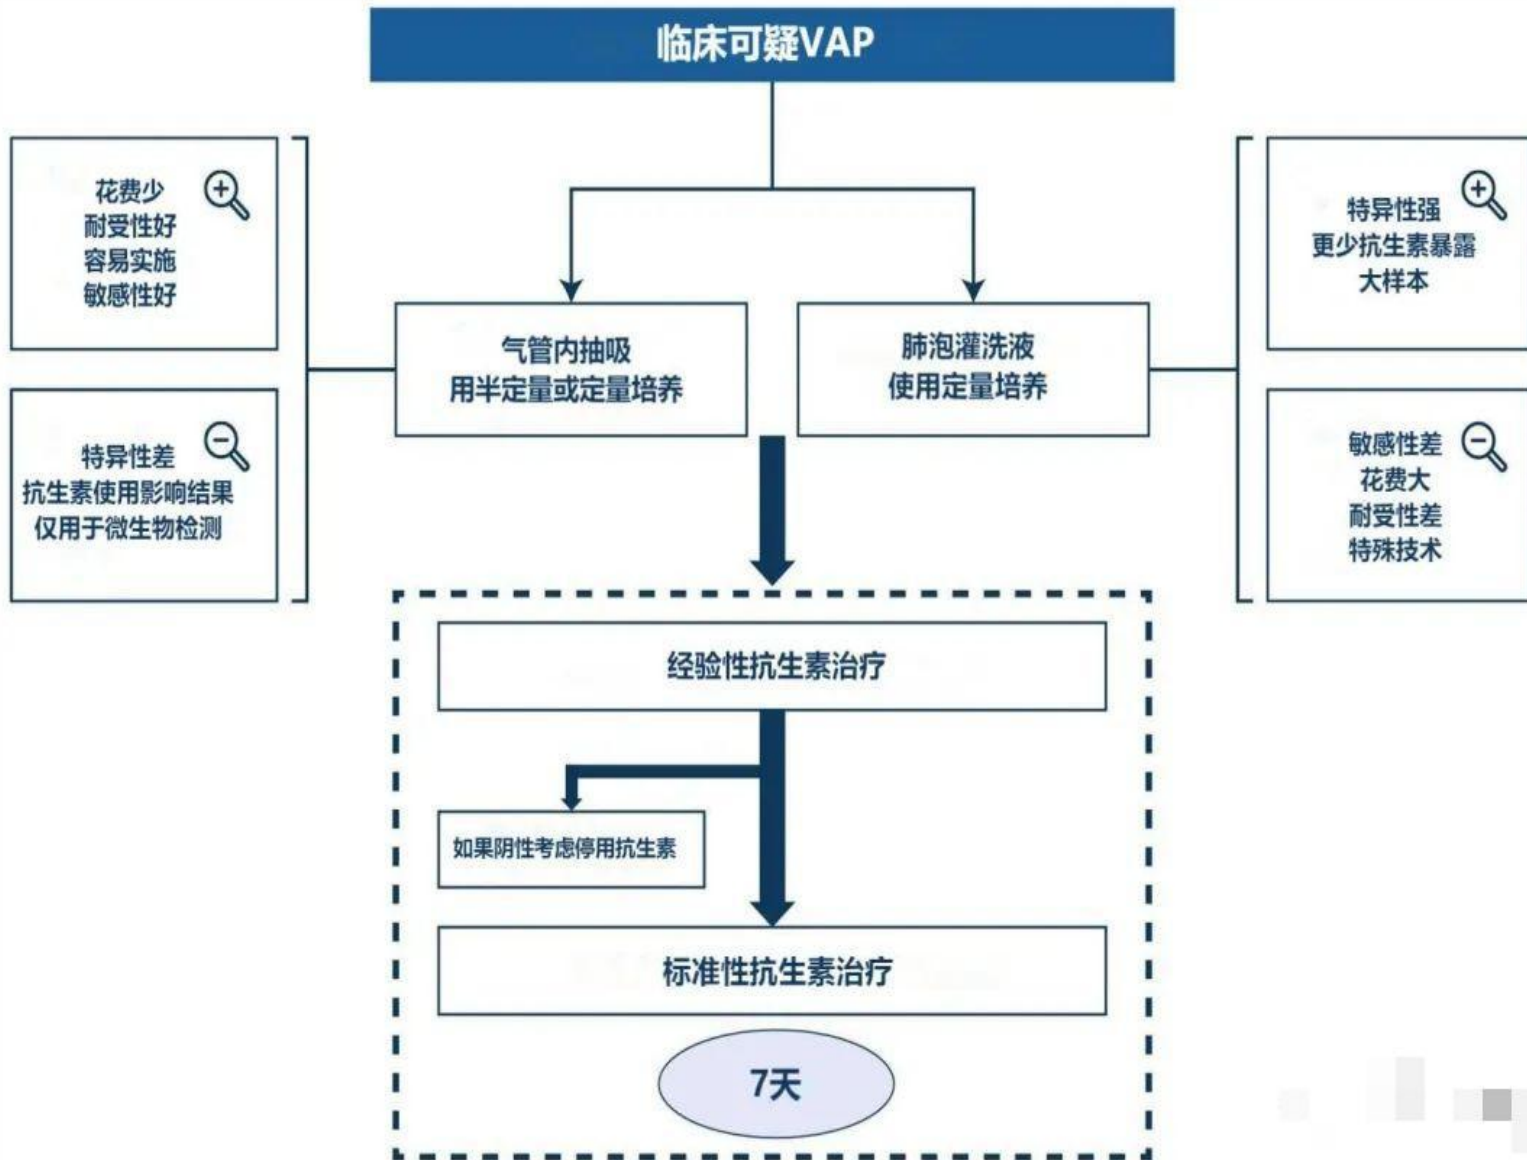 临床可疑VAP
花费少
耐受性好
容易实施
敏感性好
特异性差
抗生素使用影响结果
仅用于微生物检测
气管内抽吸
用半定量或定量培养
肺泡灌洗液
使用定量培养
特异性强
更少抗生素暴露
大样本
敏感性差
花费大
耐受性差
特殊技术
经验性抗生素治疗
如果阴性考虑停用抗生素
标准性抗生素治疗
7天